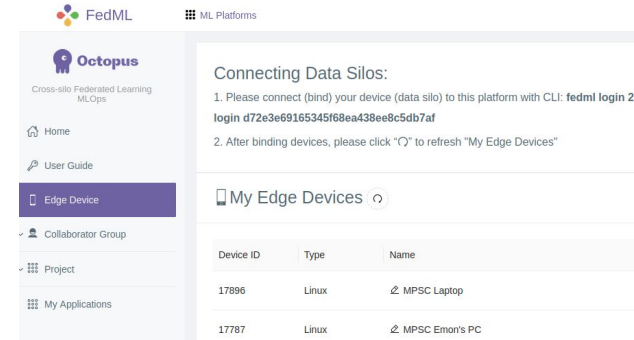 FedML
ML Platforms
Octopus
Cross-silo Federated Learning
MLOps
Home
User Guide
Edge Device
Collaborator Group
Project
My Applications
Connecting Data Silos:
1. Please connect (bind) your device (data silo) to this platform with CLI: fedml login 2
login d72e3e69165345f68ea438ee8c5db7af
2. After binding devices, please click “” to refresh "My Edge Devices"
My Edge Devices
Device ID Type Name
17896 Linux MPSC Laptop
17787 Linux MPSC Emon's PC